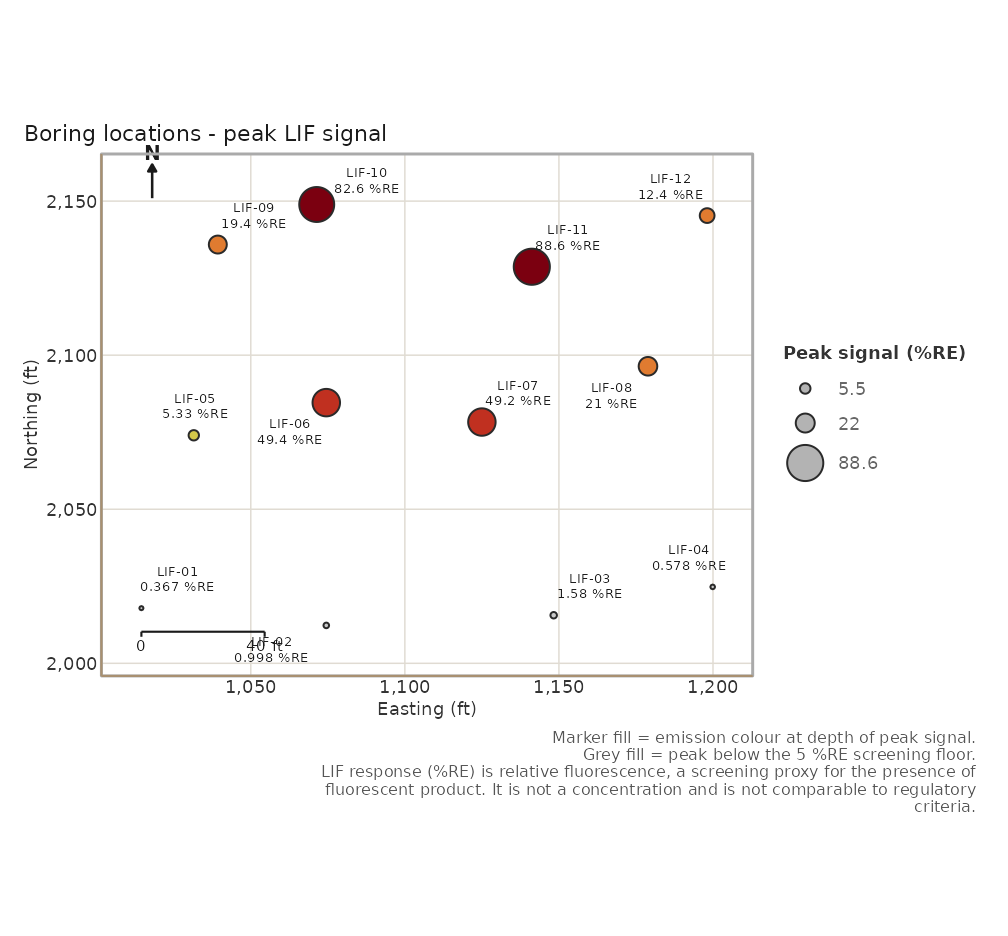 Boring locations - peak LIF signal
N
LIF-10
82.6 %RE
LIF-12
12.4 %RE
2,150
LIF-09
19.4 %RE
LIF-11
88.6 %RE
2,100
LIF-07
49.2 %RE
LIF-08
21 %RE
LIF-05
5.33 %RE
LIF-06
49.4 %RE
Peak signal (%RE)
5.5
22
88.6
Northing (ft)
2,050
LIF-04
0.578 %RE
LIF-01
0.367 %RE
LIF-03
1.58 %RE
0
40 ft
LIF-02
0.998 %RE
2,000
1,050
1,100
1,150
1,200
Easting (ft)
Marker fill = emission colour at depth of peak signal.
Grey fill = peak below the 5 %RE screening floor.
LIF response (%RE) is relative fluorescence, a screening proxy for the presence of
fluorescent product. It is not a concentration and is not comparable to regulatory
criteria.